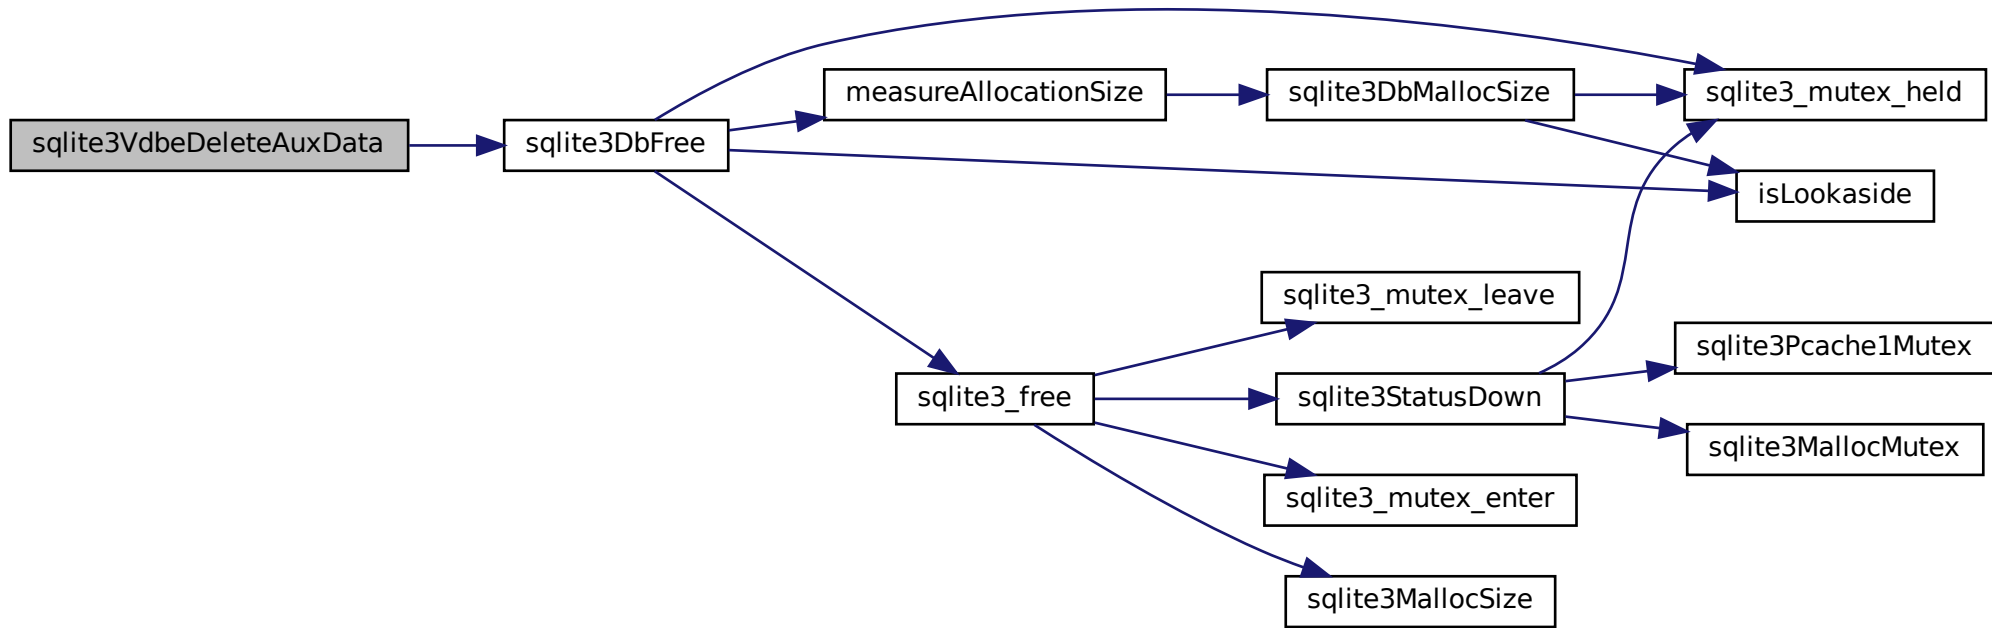 sqlite3VdbeDeleteAuxData
sqlite3DbFree
measureAllocationSize
sqlite3DbMallocSize
sqlite3_mutex_held
isLookaside
sqlite3_free
sqlite3_mutex_leave
sqlite3StatusDown
sqlite3Pcache1Mutex
sqlite3MallocMutex
sqlite3_mutex_enter
sqlite3MallocSize